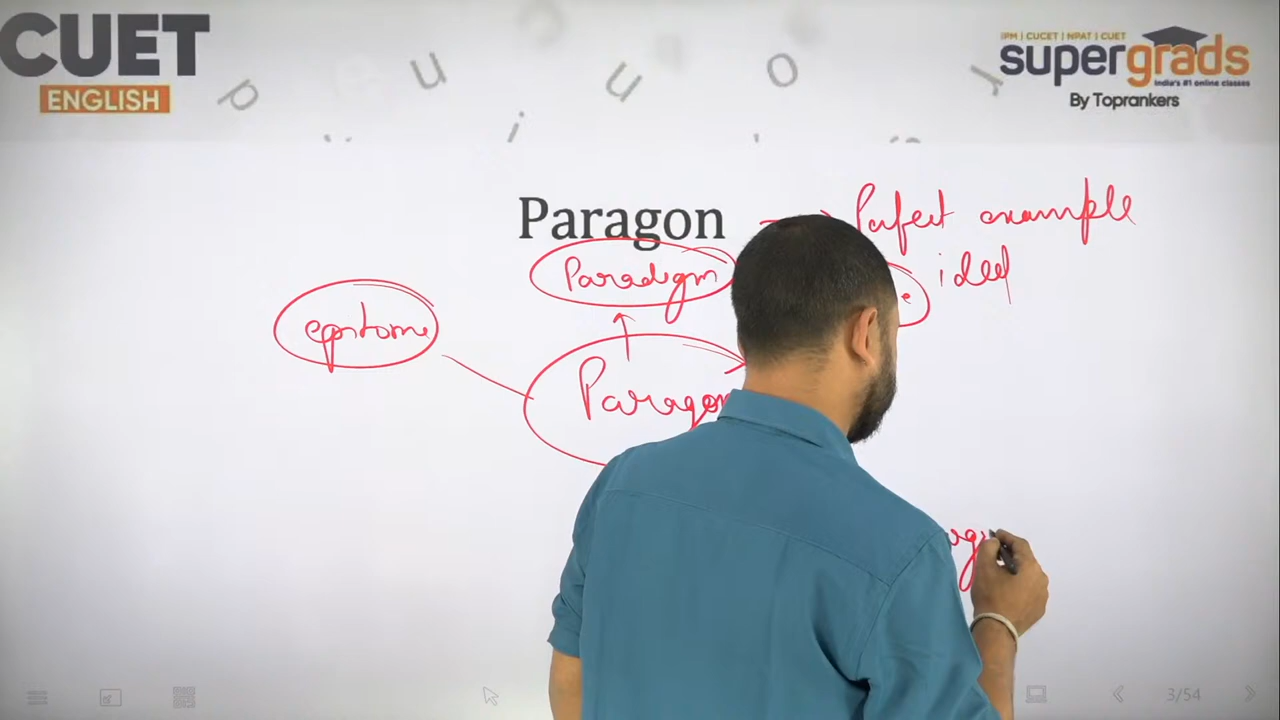 CUET
ENGLISH
IPM | CUCET | NPAT | CUET
supergrads
India's #1 online classes
By Toprankers
Paragon
Perfect example
Paradigm
epitome
Paragon
3/54